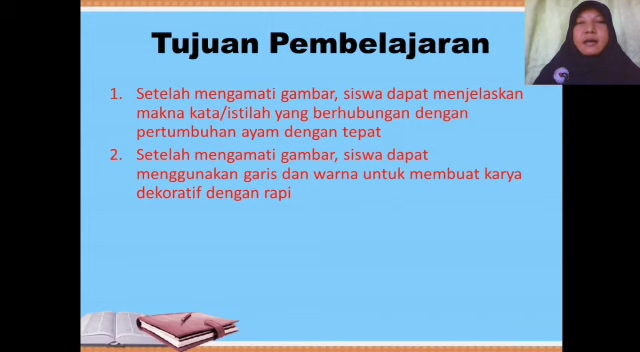 Tujuan Pembelajaran
1. Setelah mengamati gambar, siswa dapat menjelaskan
makna kata/istilah yang berhubungan dengan
pertumbuhan ayam dengan tepat
2. Setelah mengamati gambar, siswa dapat
menggunakan garis dan warna untuk membuat karya
dekoratif dengan rapi